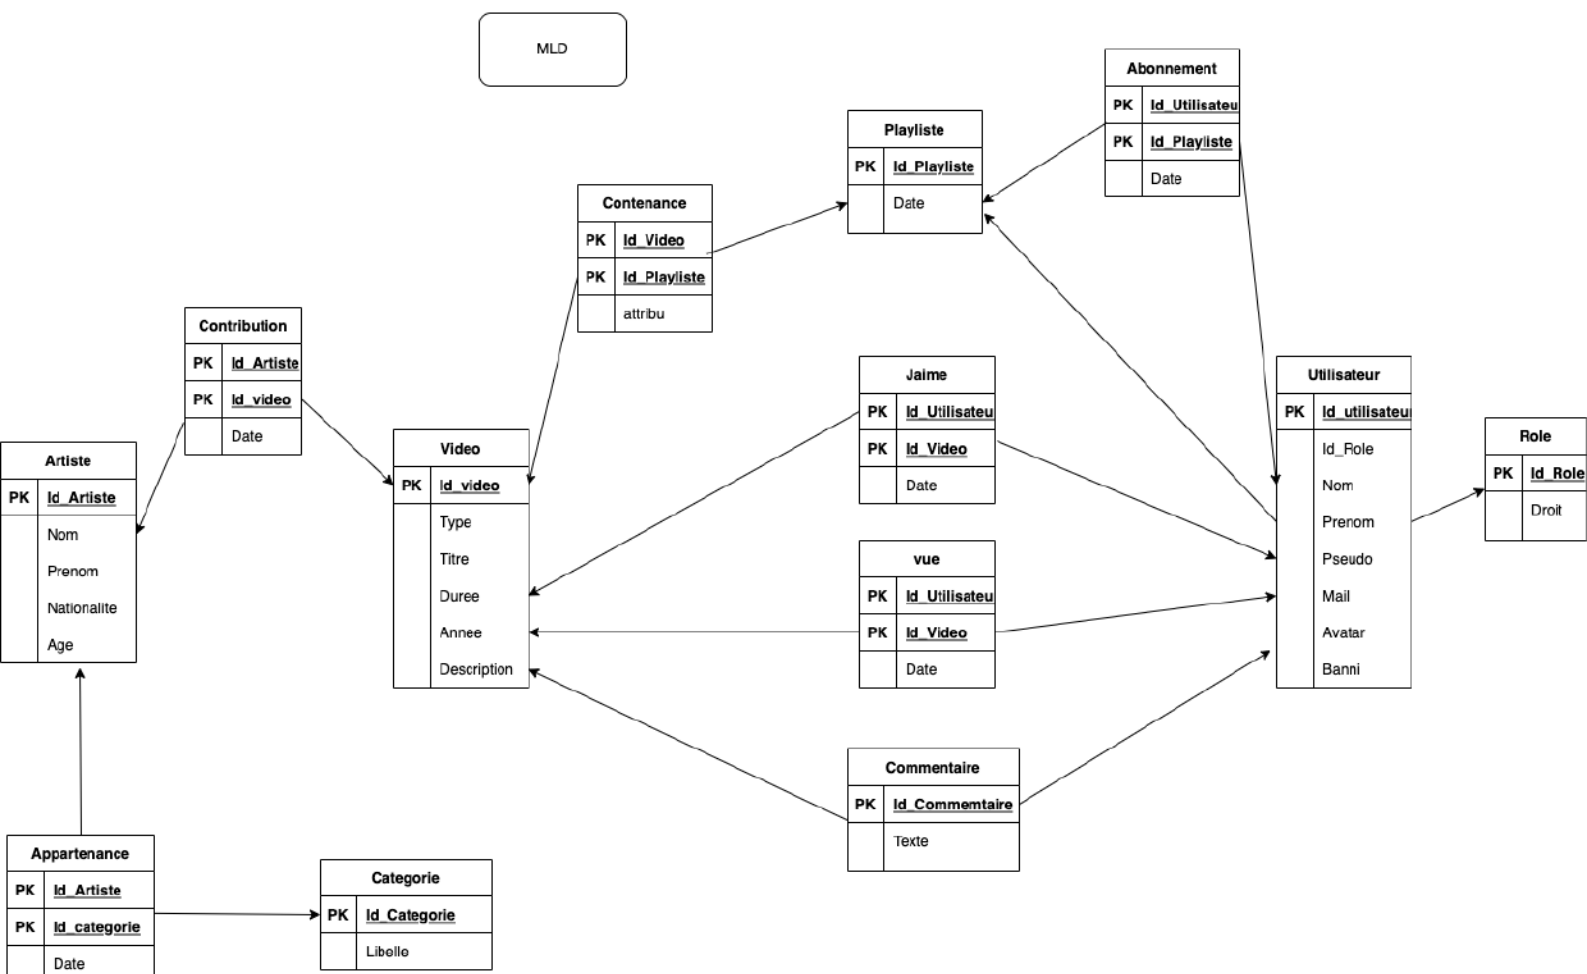 MLD
Abonnement
PK Id_Utilisateu
PK Id_Playliste
Date
Playliste
PK Id_Playliste
Date
Contenance
PK Id_Video
PK Id_Playliste
attribu
Contribution
PK Id_Artiste
PK Id_video
Date
Jaime
PK Id_Utilisateu
PK Id_Video
Date
Utilisateur
PK Id_utilisateur
Id_Role
Nom
Prenom
Pseudo
Mail
Avatar
Banni
Role
PK Id_Role
Droit
Artiste
PK Id_Artiste
Nom
Prenom
Nationalite
Age
Video
PK Id_video
Type
Titre
Duree
Annee
Description
vue
PK Id_Utilisateu
PK Id_Video
Date
Commentaire
PK Id_Commemtaire
Texte
Appartenance
PK Id_Artiste
PK Id_categorie
Date
Categorie
PK Id_Categorie
Libelle